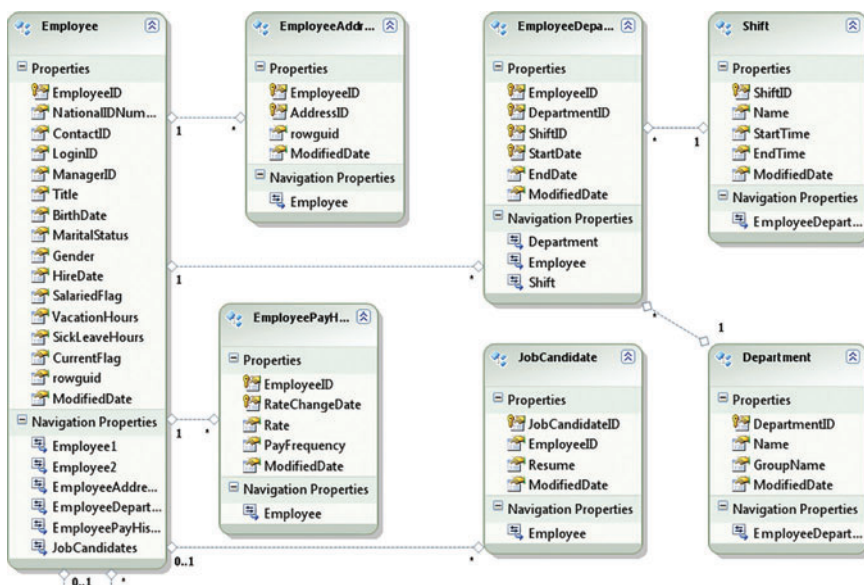 Employee
Properties
EmployeeID
NationalIDNum...
ContactID
LoginID
ManagerID
Title
BirthDate
MaritalStatus
Gender
HireDate
SalariedFlag
VacationHours
SickLeaveHours
CurrentFlag
rowguid
ModifiedDate
Navigation Properties
Employee1
Employee2
EmployeeAddre...
EmployeeDepart...
EmployeePayHis...
JobCandidates
0..1
*
1
*
1
*
1
*
0..1
*
EmployeeAddr...
Properties
EmployeeID
AddressID
rowguid
ModifiedDate
Navigation Properties
Employee
EmployeePayH...
Properties
EmployeeID
RateChangeDate
Rate
PayFrequency
ModifiedDate
Navigation Properties
Employee
EmployeeDepa...
Properties
EmployeeID
DepartmentID
ShiftID
StartDate
EndDate
ModifiedDate
Navigation Properties
Department
Employee
Shift
*
1
*
1
JobCandidate
Properties
JobCandidateID
EmployeeID
Resume
ModifiedDate
Navigation Properties
Employee
Shift
Properties
ShiftID
Name
StartTime
EndTime
ModifiedDate
Navigation Properties
EmployeeDepart...
Department
Properties
DepartmentID
Name
GroupName
ModifiedDate
Navigation Properties
EmployeeDepart...